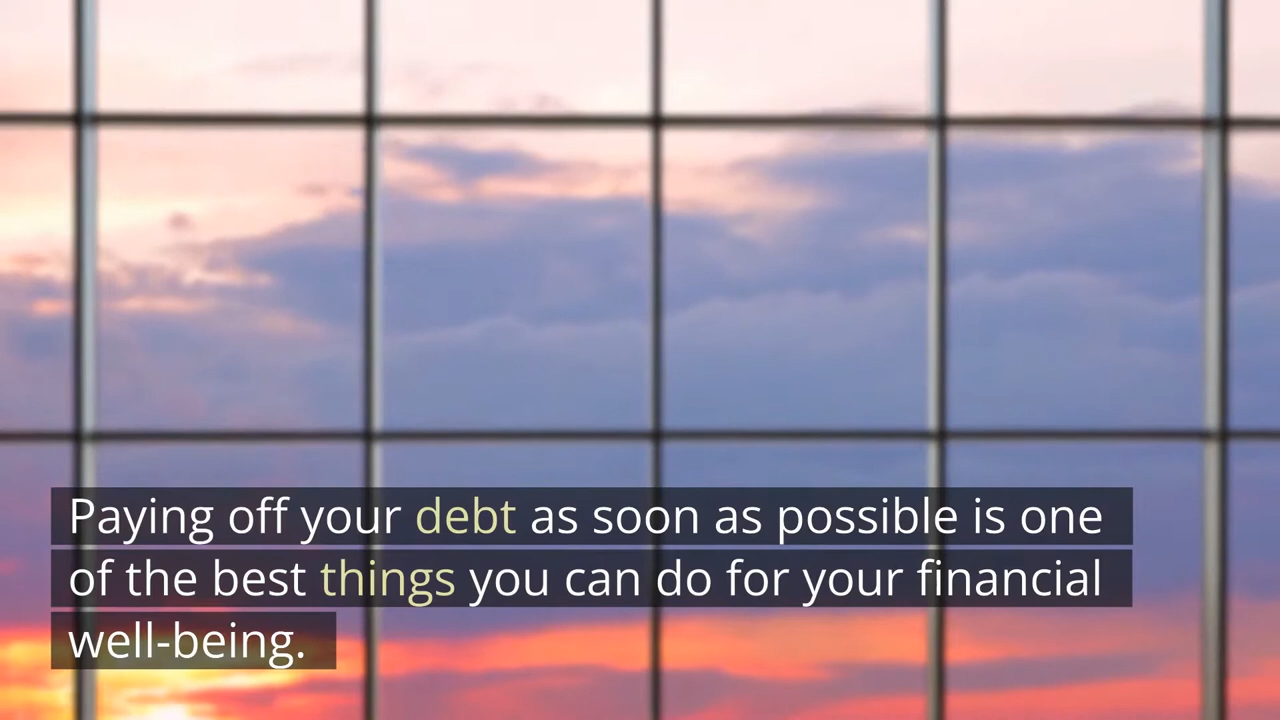 Paying off your debt as soon as possible is one
of the best things you can do for your financial
well-being.